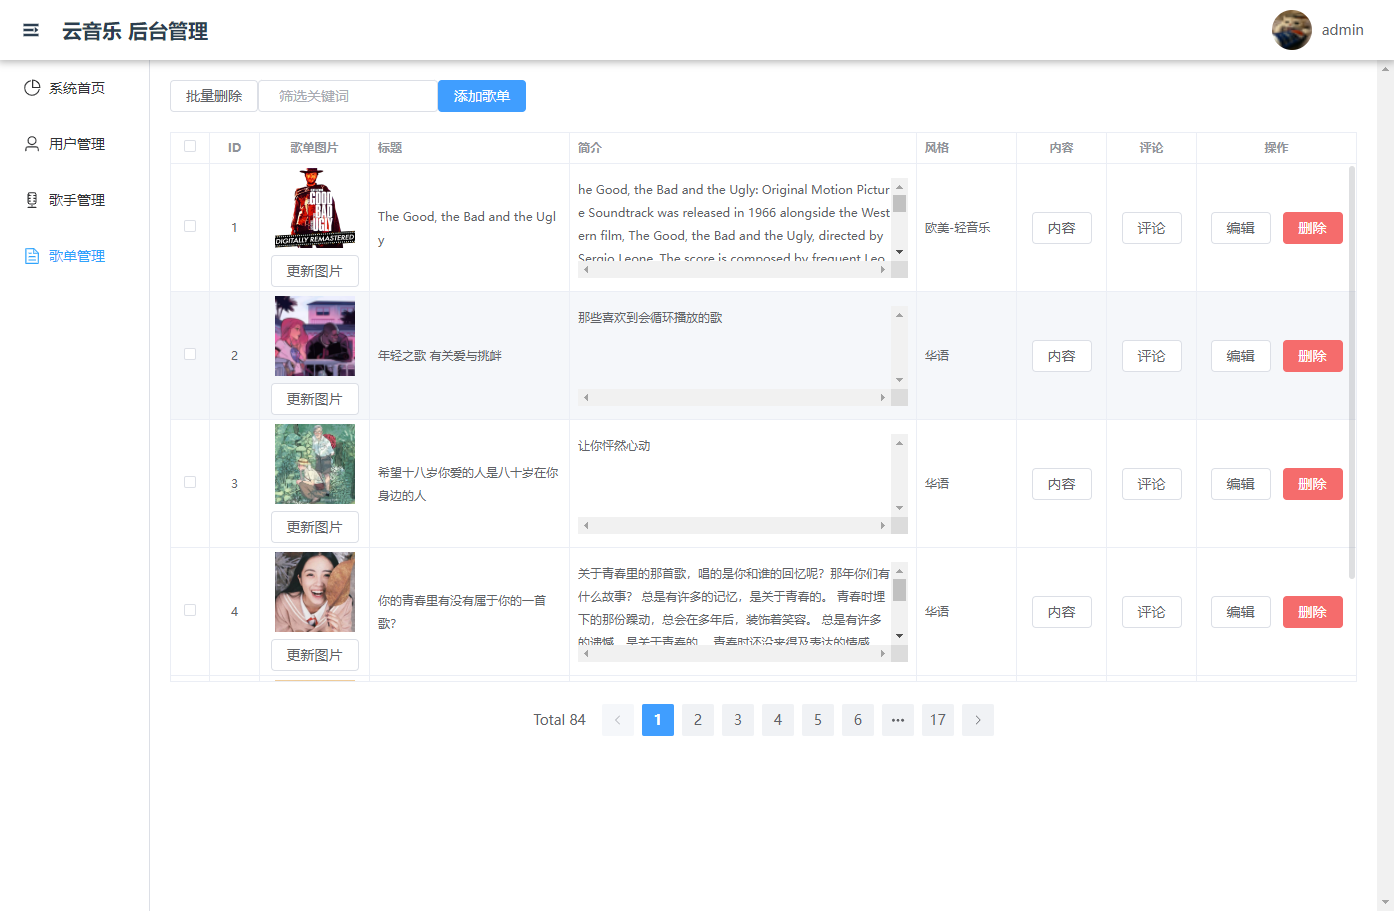 云音乐 后台管理
admin
系统首页
用户管理
歌手管理
歌单管理
批量删除
筛选关键词
添加歌单
ID
歌单图片
标题
简介
风格
内容
评论
操作
GOOD
BAD
UGLY
DIGITALLY REMASTERED
更新图片
1
The Good, the Bad and the Ugl
y
he Good, the Bad and the Ugly: Original Motion Pictur
e Soundtrack was released in 1966 alongside the West
ern film, The Good, the Bad and the Ugly, directed by
Sergio Leone. The score is composed by frequent Leo
欧美-轻音乐
内容
评论
编辑
删除
2
更新图片
年轻之歌 有关爱与挑衅
那些喜欢到会循环播放的歌
华语
内容
评论
编辑
删除
3
更新图片
希望十八岁你爱的人是八十岁在你
身边的人
让你怦然心动
华语
内容
评论
编辑
删除
4
更新图片
你的青春里有没有属于你的一首
歌？
关于青春里的那首歌，唱的是你和谁的回忆呢？那年你们有
什么故事？ 总是有许多的记忆，是关于青春的。 青春时埋
下的那份躁动，总会在多年后，装饰着笑容。 总是有许多
的遗憾，是关于青春的。 青春时还没来得及表达的情感
华语
内容
评论
编辑
删除
Total 84
1
2
3
4
5
6
•••
17